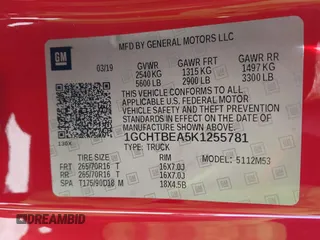 GM
MFD BY GENERAL MOTORS LLC
03/19
GVWR GAWR FRT GAWR RR
2540 KG 1315 KG 1497 KG
5600 LB 2900 LB 3300 LB
THIS VEHICLE CONFORMS TO ALL
APPLICABLE U.S. FEDERAL MOTOR VEHICLE
SAFETY AND THEFT PREVENTION STANDARDS
IN EFFECT ON THE DATE OF MANUFACTURE
SHOWN ABOVE.
1GCHTBEA5K1255781
TYPE: TRUCK
MODEL: 5112M53
TIRE SIZE RIM
FRT 265/70R16 T 16X7.0J
RR 265/70R16 T 16X7.0J
SPA T175/90D18 M 18X4.5B
DREAMBID